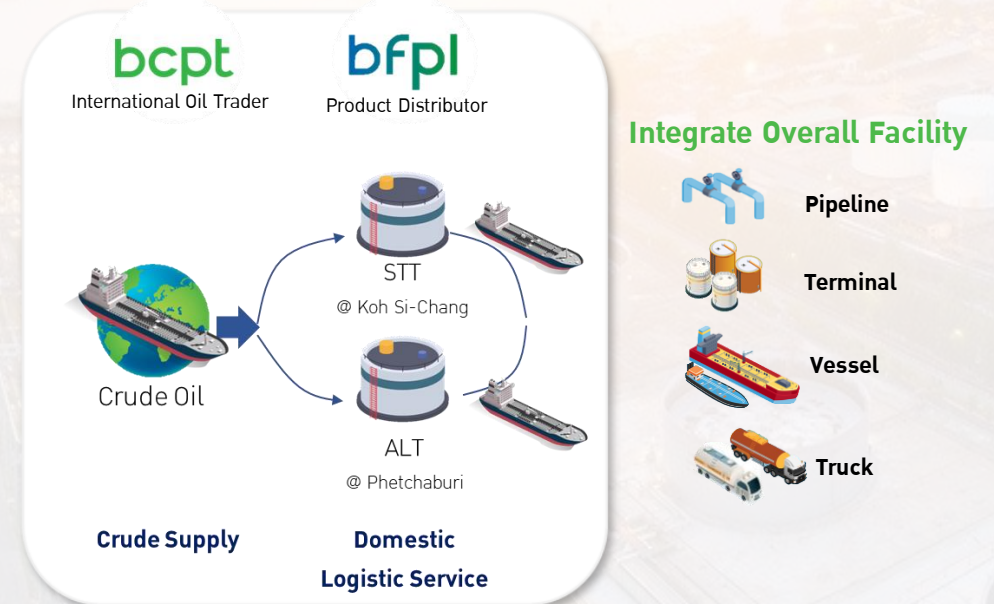 bcpt
International Oil Trader
bfpl
Product Distributor
Integrate Overall Facility
Pipeline
Terminal
Vessel
Truck
Crude Oil
STT
@ Koh Si-Chang
ALT
@ Phetchaburi
Crude Supply
Domestic
Logistic Service